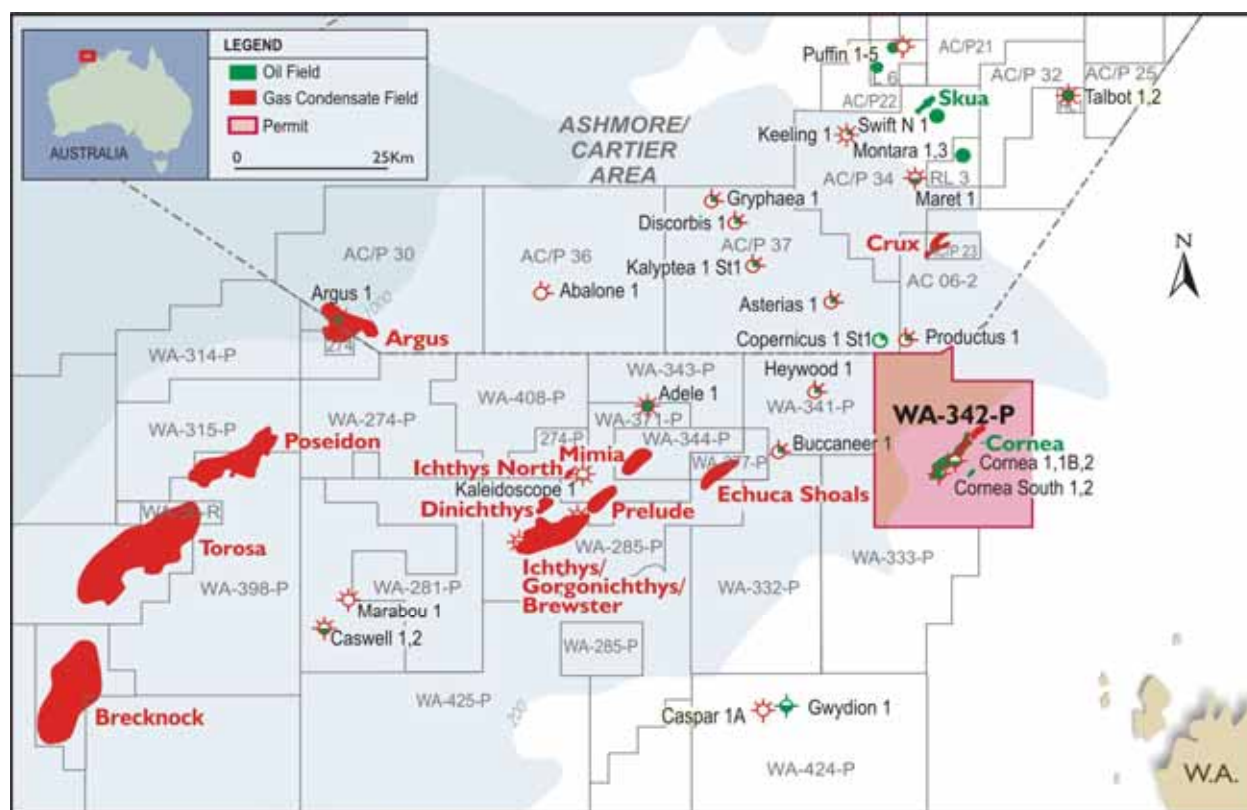 LEGEND
Oil Field
Gas Condensate Field
Permit
0 25Km
AUSTRALIA
ASHMORE/
CARTIER
AREA
Puffin 1-5
L 6
AC/P21
AC/P 32
AC/P 25
Talbot 1,2
AC/P22
Skua
Keeling 1
Swift N 1
Montara 1,3
AC/P 34
RL 3
Maret 1
Gryphaea 1
Discorbis 1
AC/P 37
Kalyptea 1 St1
Crux
AC/P 23
AC 06-2
N
AC/P 30
AC/P 36
Abalone 1
Asterias 1
Argus 1
1000
Argus
274
Copernicus 1 St1
Productus 1
WA-314-P
WA-343-P
Heywood 1
WA-408-P
Adele 1
WA-341-P
WA-342-P
WA-274-P
WA-371-P
WA-315-P
Poseidon
274-P
WA-344-P
Mimia
Buccaneer 1
Cornea
Cornea 1,1B,2
Cornea South 1,2
Ichthys North
Kaleidoscope 1
Echuca Shoals
Dinichthys
Prelude
Torosa
WA-285-P
WA-333-P
Ichthys/
Gorgonichthys/
Brewster
WA-398-P
WA-281-P
WA-332-P
Marabou 1
Caswell 1,2
WA-285-P
Brecknock
WA-425-P
200
Caspar 1A
Gwydion 1
WA-424-P
W.A.